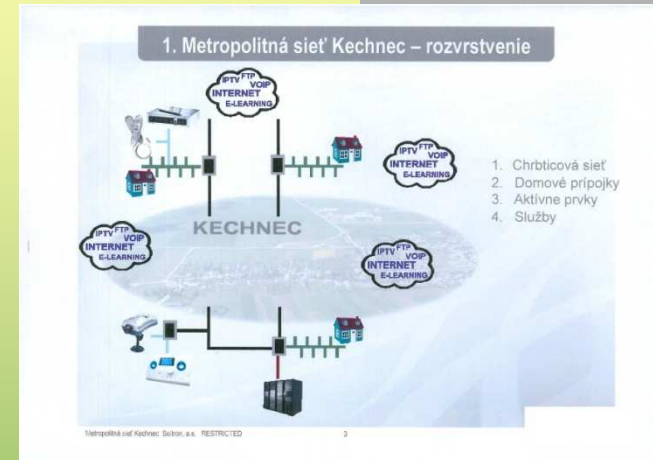 1. Metropolitná sieť Kechnec – rozvrstvenie
IPTV FTP
VOIP
INTERNET
E-LEARNING
IPTV FTP
VOIP
INTERNET
E-LEARNING
1. Chrbticová sieť
2. Domové prípojky
3. Aktívne prvky
4. Služby
KECHNEC
IPTV FTP
VOIP
INTERNET
E-LEARNING
IPTV FTP
VOIP
INTERNET
E-LEARNING
Metropolitná sieť Kechnec Seitron, a.s. RESTRICTED
3